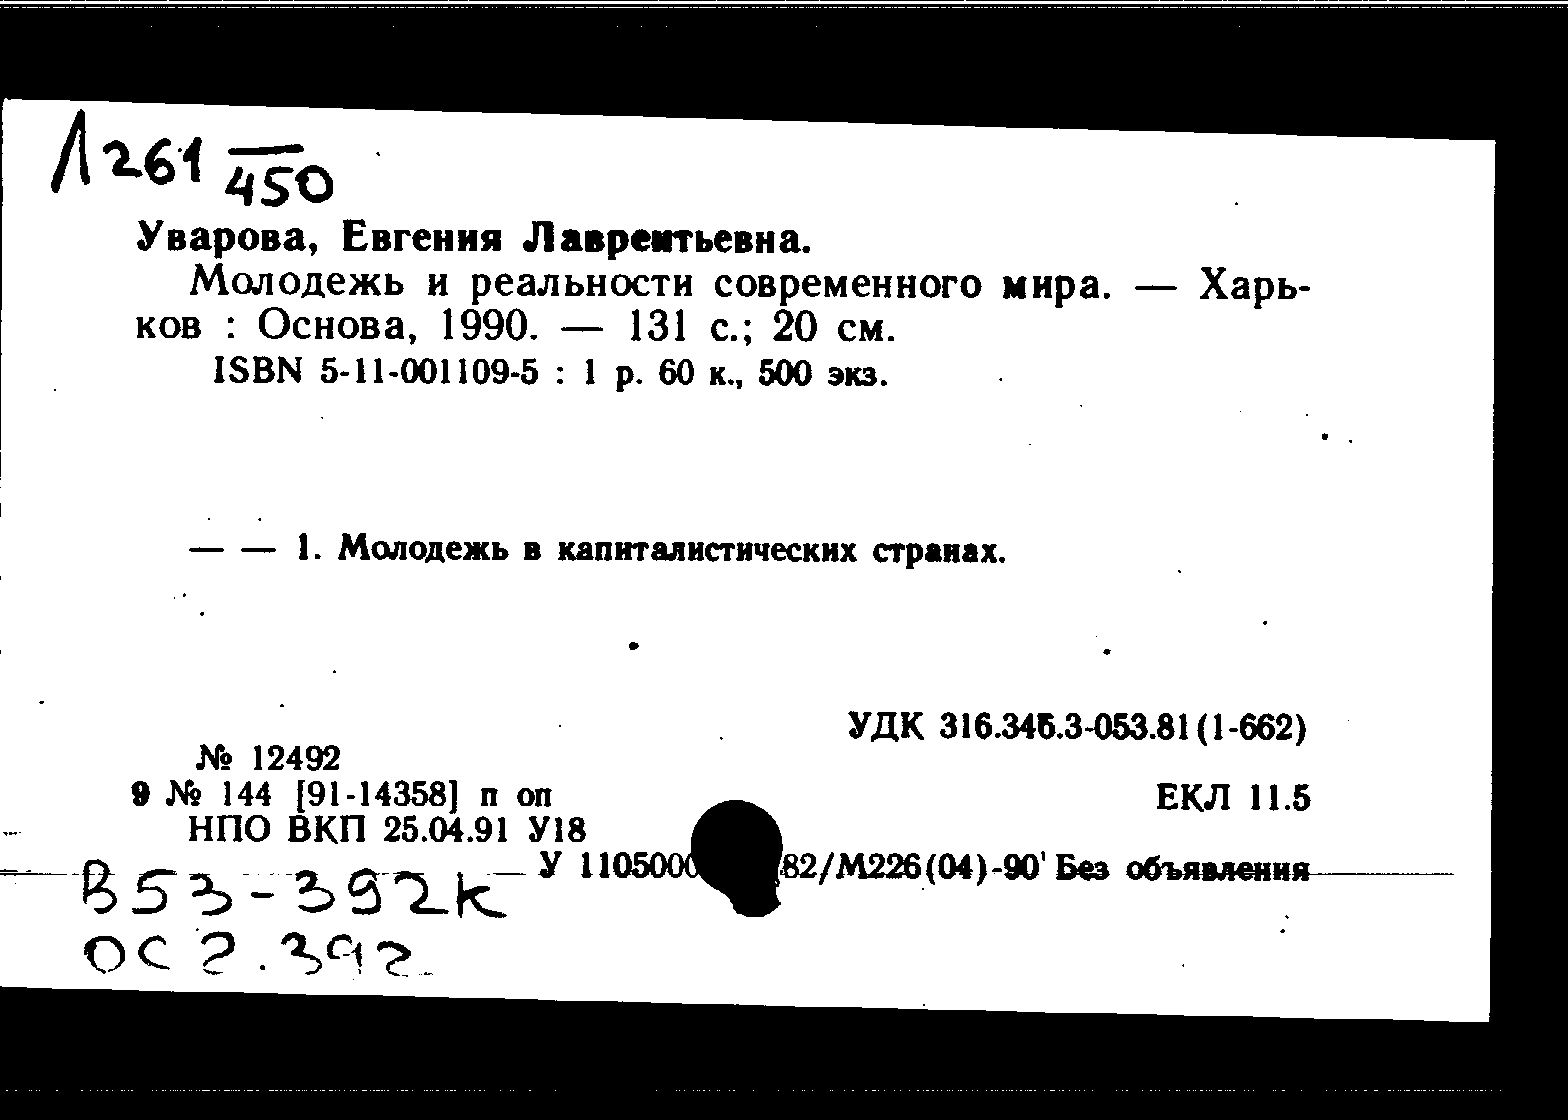 Л261 450
Уварова, Евгения Лаврентьевна.
Молодежь и реальности современного мира. — Харь-
ков : Основа, 1990. — 131 с.; 20 см.
ISBN 5-11-001109-5 : 1 р. 60 к., 500 экз.
— — 1. Молодежь в капиталистических странах.
УДК 316.346.3-053.81(1-662)
№ 12492
9 № 144 [91-14358] п оп
ЕКЛ 11.5
НПО ВКП 25.04.91 У18
У 1105000 82/М226(04)-90 Без объявления
В53-392к
ОС 2.392